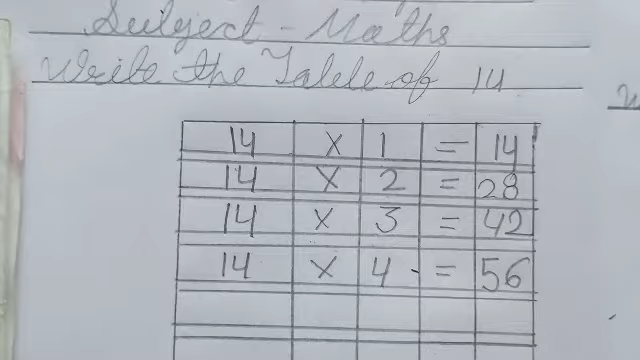 Subject - Maths
Write the Table of 14
14 × 1 = 14
14 × 2 = 28
14 × 3 = 42
14 × 4 = 56